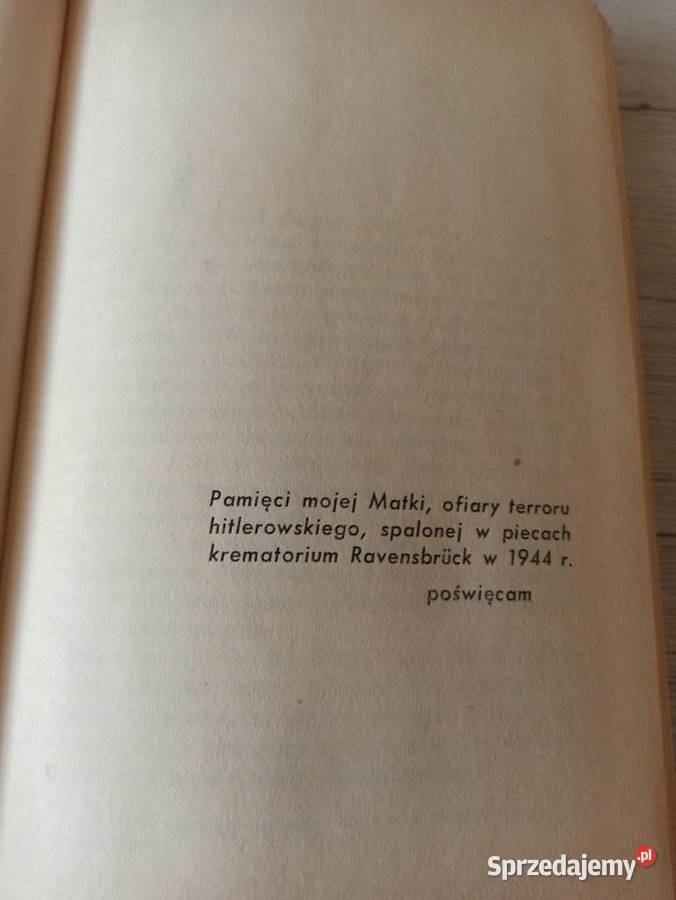 Pamięci mojej Matki, ofiary terroru
hitlerowskiego, spalonej w piecach
krematorium Ravensbrück w 1944 r.
poświęcam
Sprzedajemy.pl